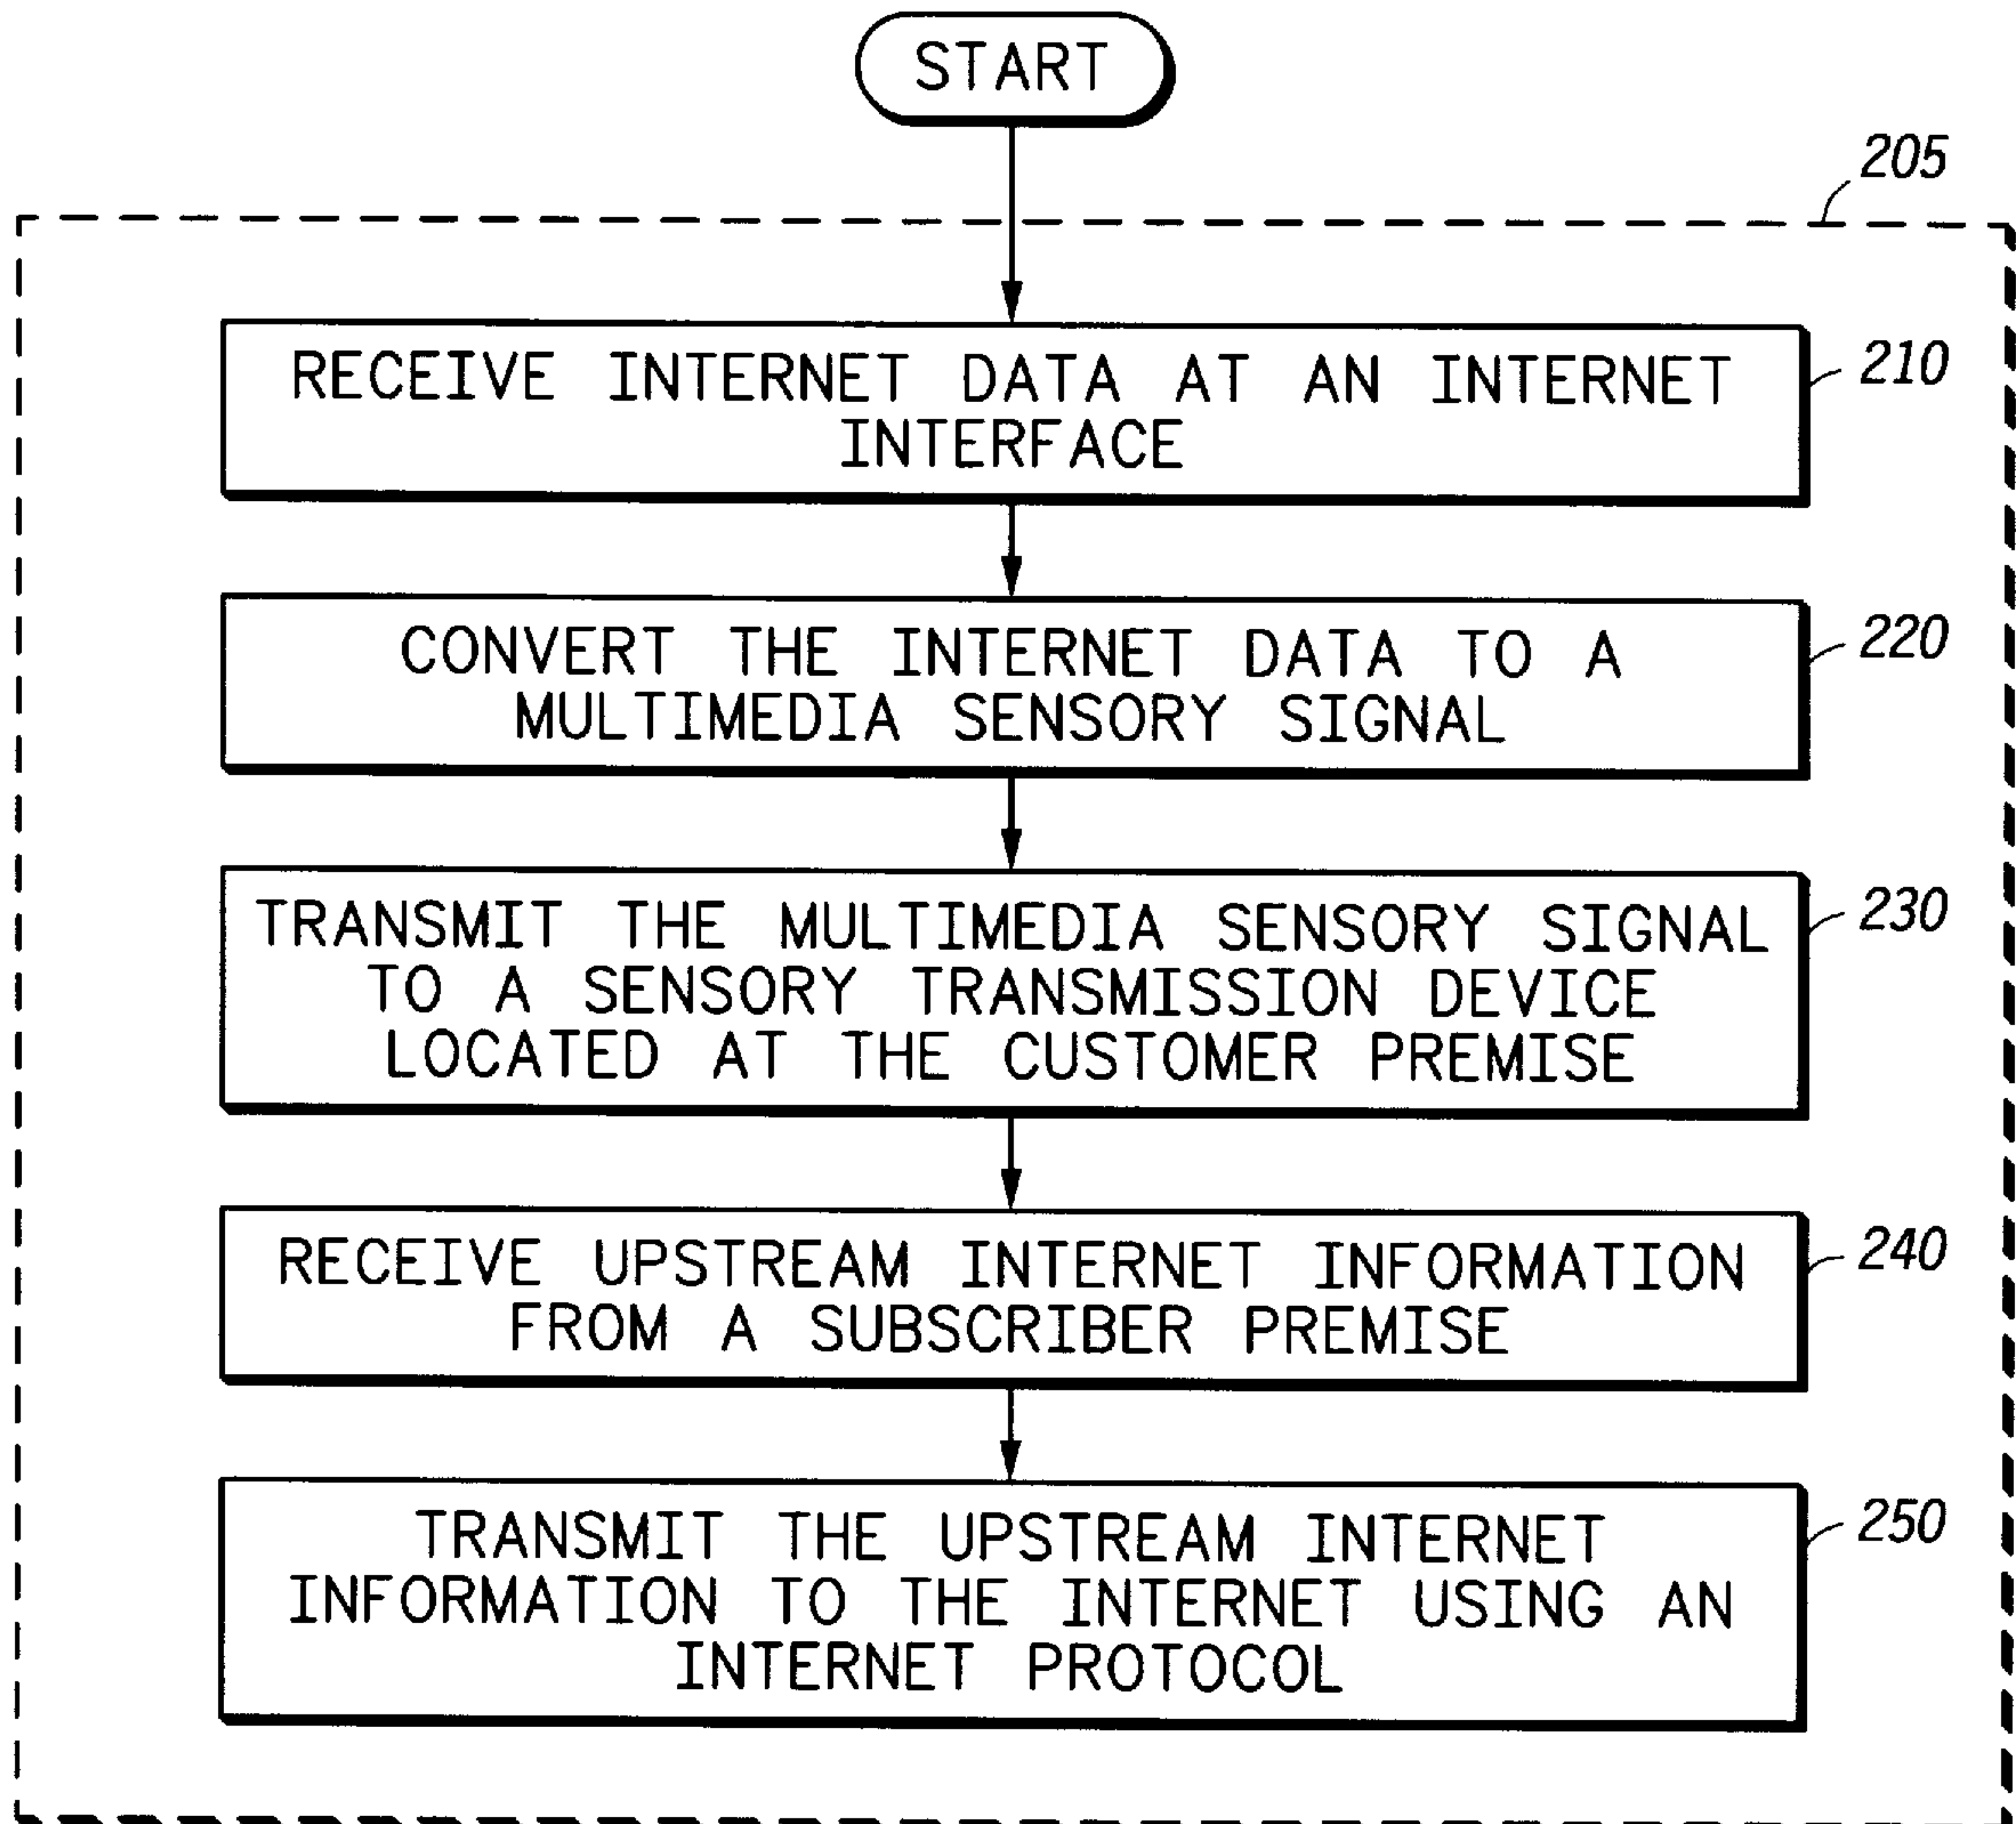 START
205
RECEIVE INTERNET DATA AT AN INTERNET
INTERFACE
210
CONVERT THE INTERNET DATA TO A
MULTIMEDIA SENSORY SIGNAL
220
TRANSMIT THE MULTIMEDIA SENSORY SIGNAL
TO A SENSORY TRANSMISSION DEVICE
LOCATED AT THE CUSTOMER PREMISE
230
RECEIVE UPSTREAM INTERNET INFORMATION
FROM A SUBSCRIBER PREMISE
240
TRANSMIT THE UPSTREAM INTERNET
INFORMATION TO THE INTERNET USING AN
INTERNET PROTOCOL
250